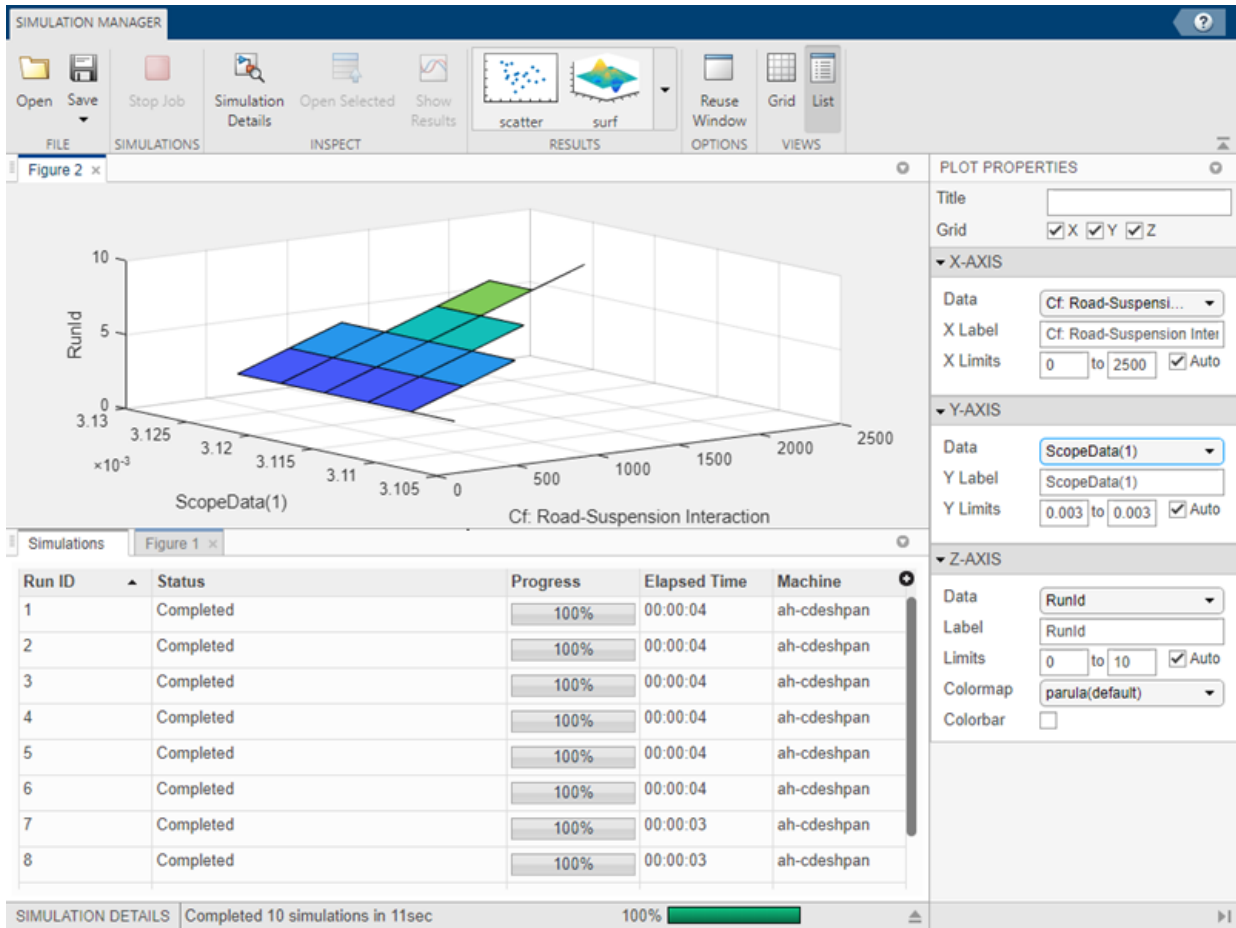 SIMULATION MANAGER
?
Open Save Stop Job Simulation Details Open Selected Show Results scatter surf Reuse Window Grid List
FILE SIMULATIONS INSPECT RESULTS OPTIONS VIEWS
Figure 2 ×
10
5
0
RunId
3.13
3.125
3.12
3.115
3.11
3.105
×10-3
ScopeData(1)
0
500
1000
1500
2000
2500
Cf: Road-Suspension Interaction
PLOT PROPERTIES
Title
Grid X Y Z
X-AXIS
Data Cf: Road-Suspensi...
X Label Cf: Road-Suspension Inter
X Limits 0 to 2500 Auto
Y-AXIS
Data ScopeData(1)
Y Label ScopeData(1)
Y Limits 0.003 to 0.003 Auto
Z-AXIS
Data RunId
Label RunId
Limits 0 to 10 Auto
Colormap parula(default)
Colorbar
Simulations Figure 1 ×
Run ID Status Progress Elapsed Time Machine
1 Completed 100% 00:00:04 ah-cdeshpan
2 Completed 100% 00:00:04 ah-cdeshpan
3 Completed 100% 00:00:04 ah-cdeshpan
4 Completed 100% 00:00:04 ah-cdeshpan
5 Completed 100% 00:00:04 ah-cdeshpan
6 Completed 100% 00:00:04 ah-cdeshpan
7 Completed 100% 00:00:03 ah-cdeshpan
8 Completed 100% 00:00:03 ah-cdeshpan
SIMULATION DETAILS Completed 10 simulations in 11sec 100%